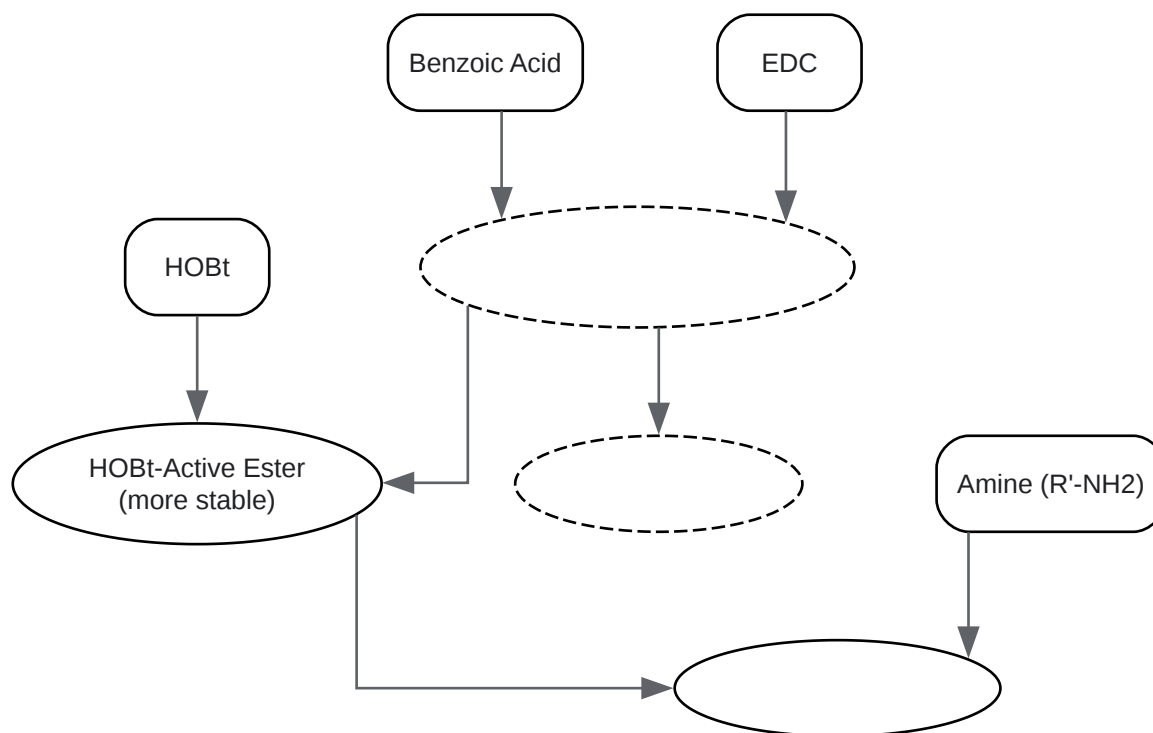 Benzoic Acid
EDC
HOBt
HOBt-Active Ester
(more stable)
Amine (R'-NH2)